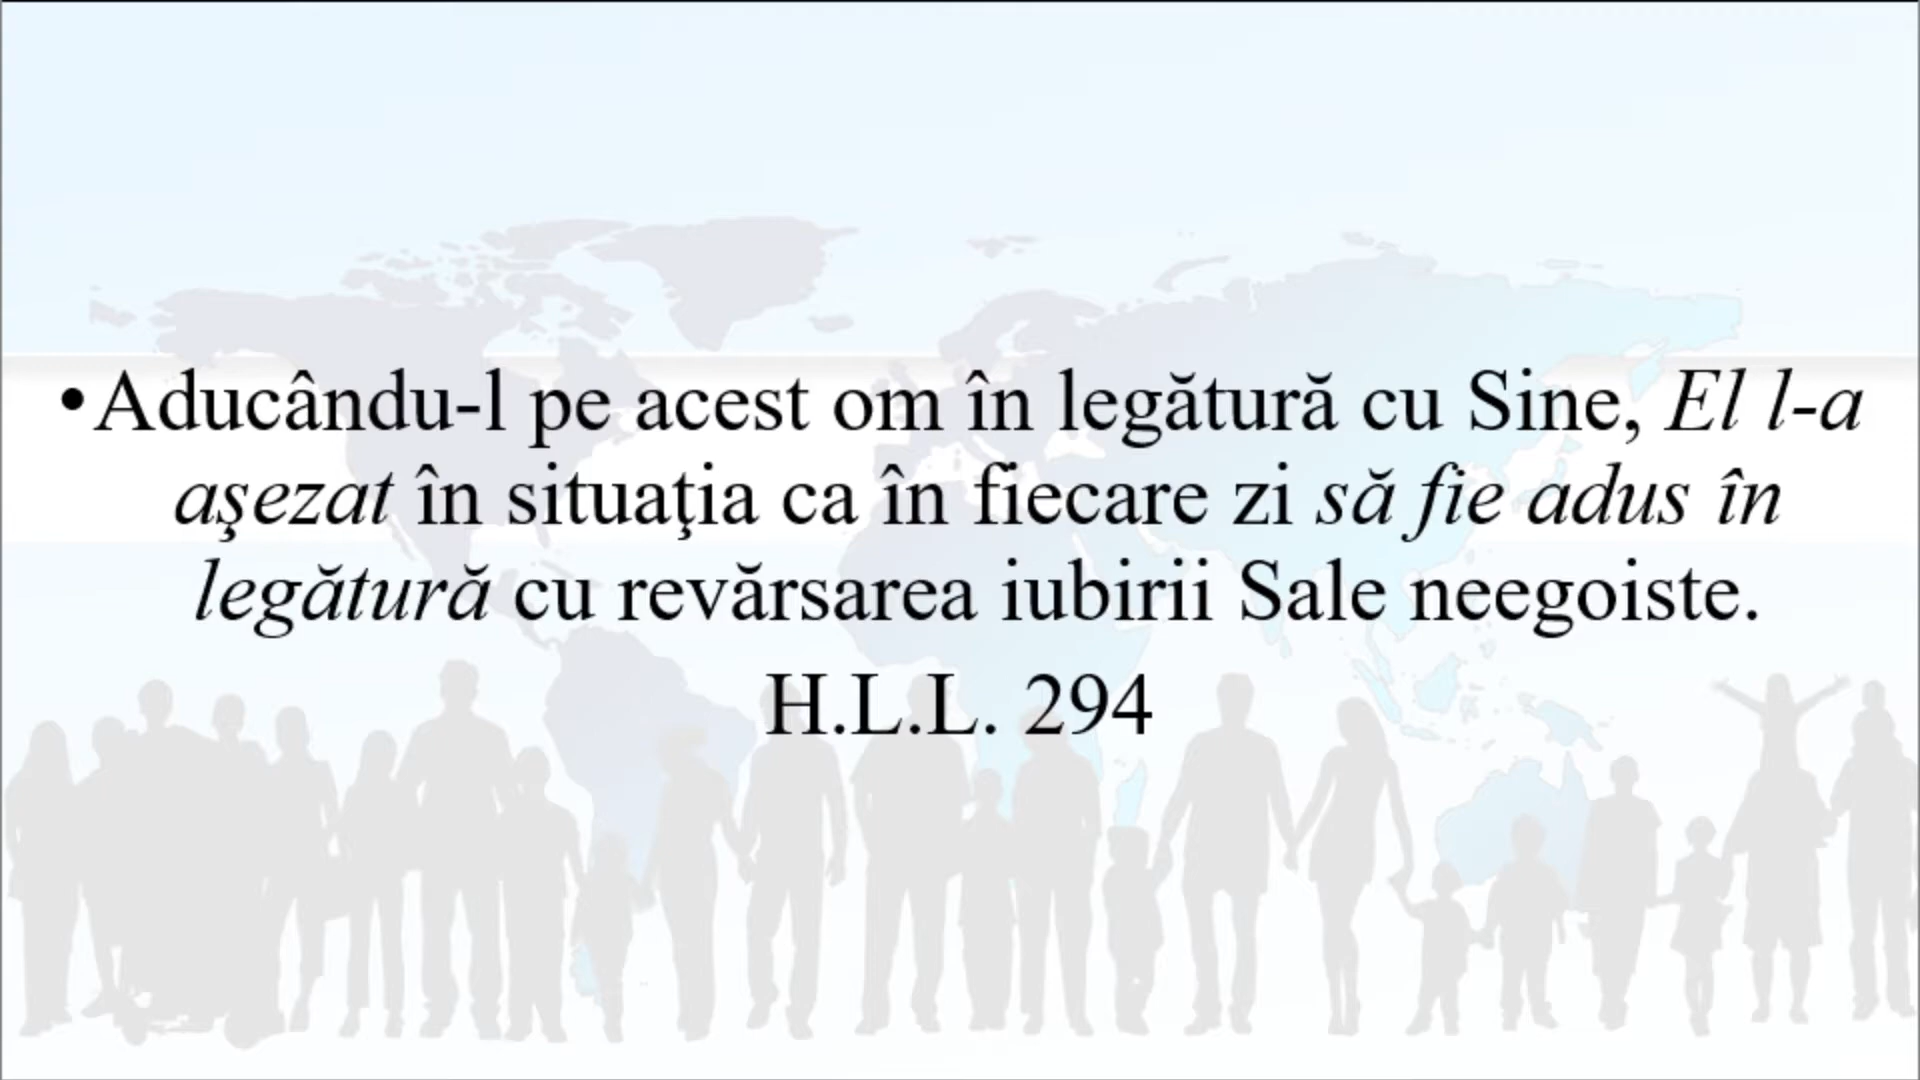 •Aducându-l pe acest om în legătură cu Sine, El l-a
aşezat în situaţia ca în fiecare zi să fie adus în
legătură cu revărsarea iubirii Sale neegoiste.
H.L.L. 294